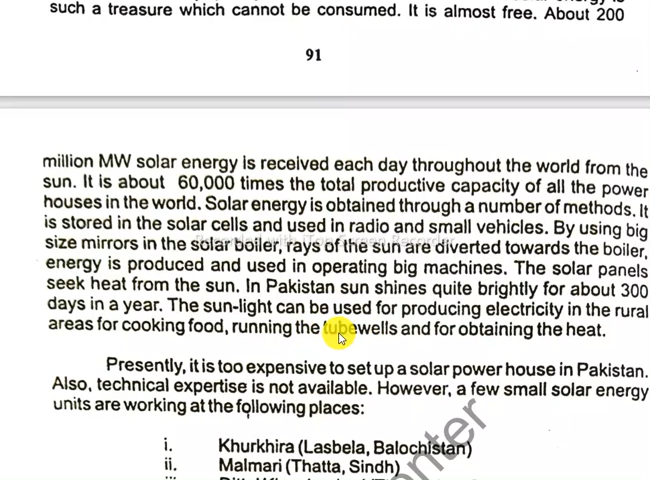 such a treasure which cannot be consumed. It is almost free. About 200
91
million MW solar energy is received each day throughout the world from the
sun. It is about 60,000 times the total productive capacity of all the power
houses in the world. Solar energy is obtained through a number of methods. It
is stored in the solar cells and used in radio and small vehicles. By using big
size mirrors in the solar boiler, rays of the sun are diverted towards the boiler,
energy is produced and used in operating big machines. The solar panels
seek heat from the sun. In Pakistan sun shines quite brightly for about 300
days in a year. The sun-light can be used for producing electricity in the rural
areas for cooking food, running the tubewells and for obtaining the heat.
Presently, it is too expensive to set up a solar power house in Pakistan.
Also, technical expertise is not available. However, a few small solar energy
units are working at the following places:
i. Khurkhira (Lasbela, Balochistan)
ii. Malmari (Thatta, Sindh)